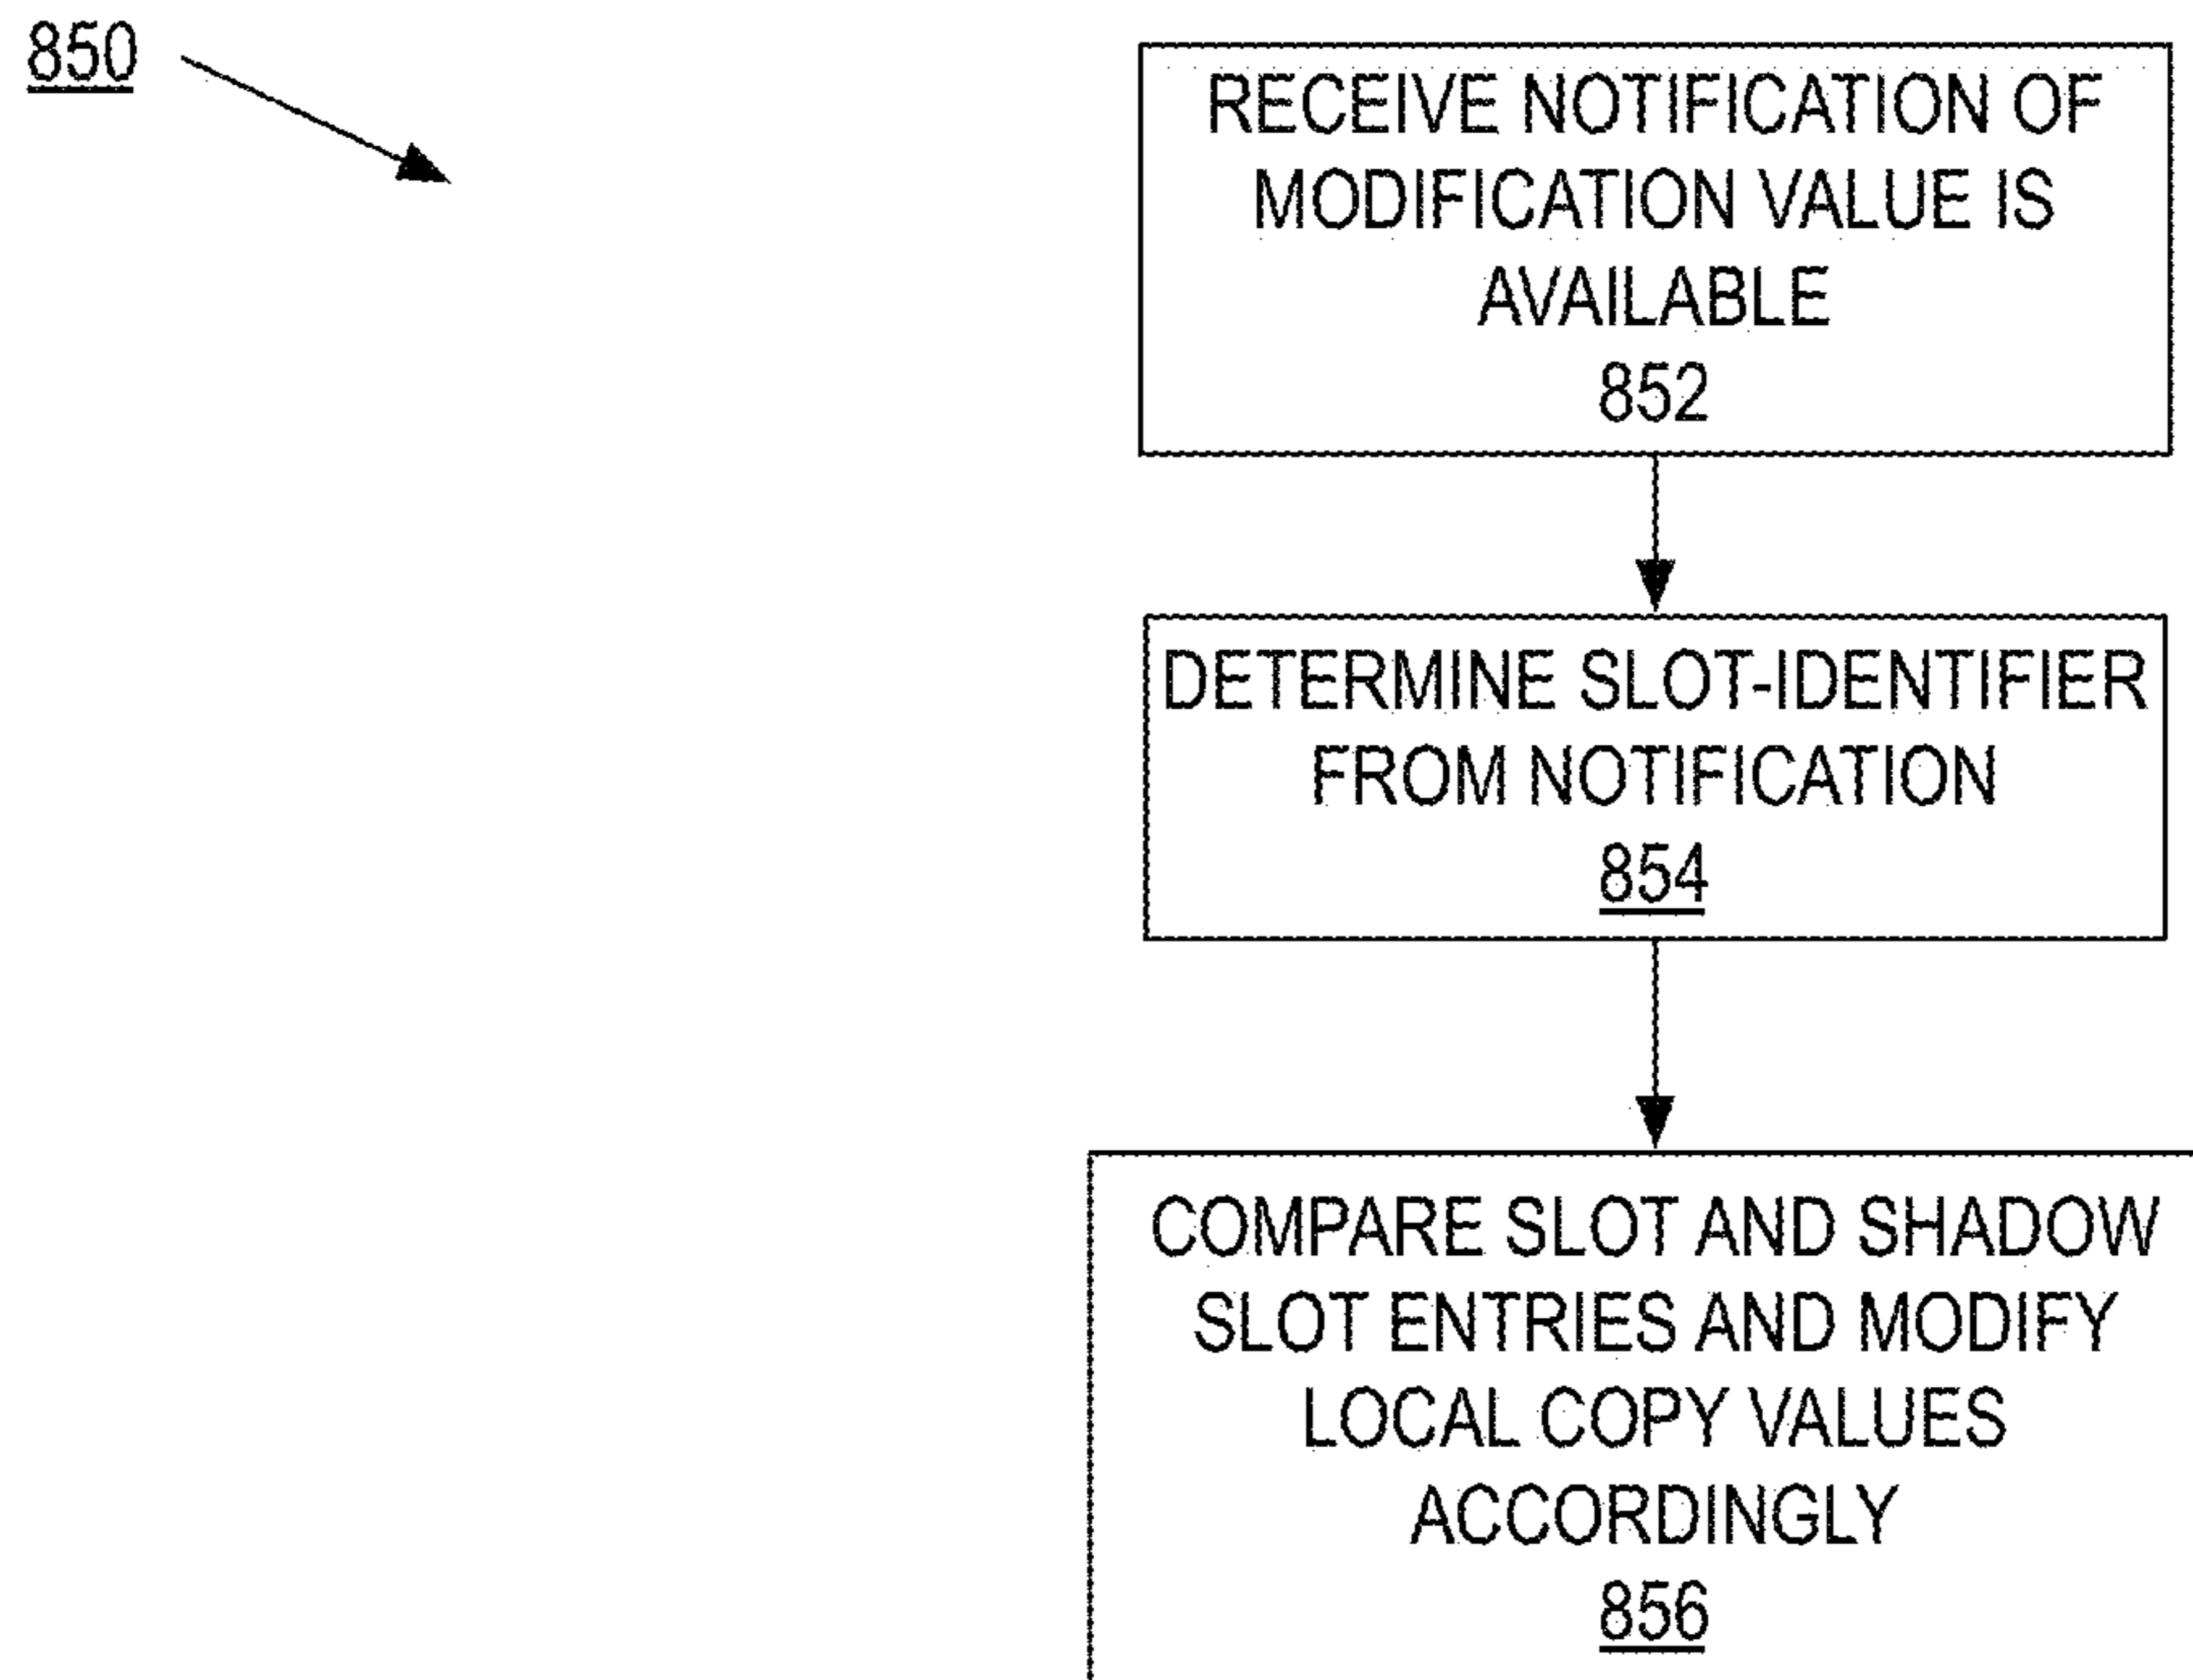 850
RECEIVE NOTIFICATION OF
MODIFICATION VALUE IS
AVAILABLE
852
DETERMINE SLOT-IDENTIFIER
FROM NOTIFICATION
854
COMPARE SLOT AND SHADOW
SLOT ENTRIES AND MODIFY
LOCAL COPY VALUES
ACCORDINGLY
856